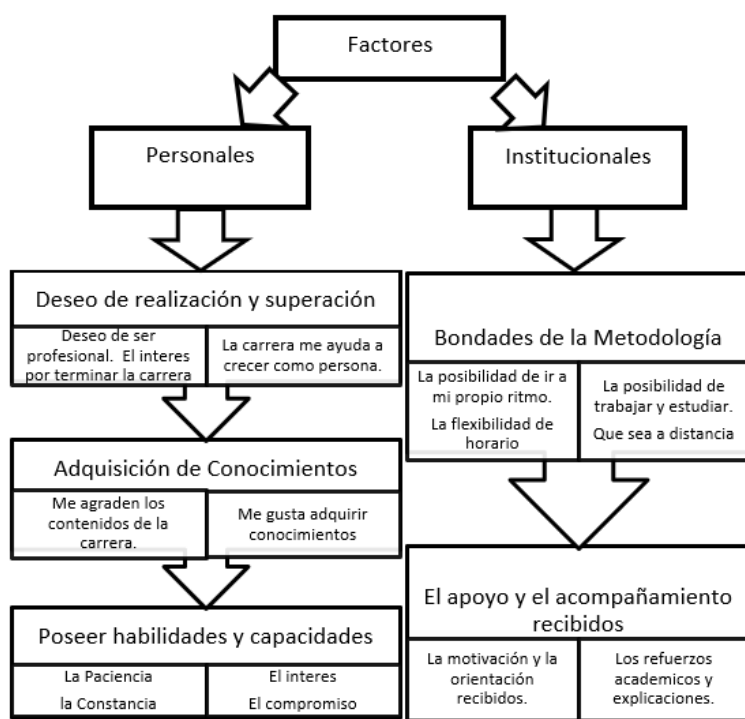 Factores
Personales
Institucionales
Deseo de realización y superación
Deseo de ser
profesional. El interes
por terminar la carrera
La carrera me ayuda a
crecer como persona.
Adquisición de Conocimientos
Me agraden los
contenidos de la
carrera.
Me gusta adquirir
conocimientos
Poseer habilidades y capacidades
La Paciencia
la Constancia
El interes
El compromiso
Bondades de la Metodología
La posibilidad de ir a
mi propio ritmo.
La flexibilidad de
horario
La posibilidad de
trabajar y estudiar.
Que sea a distancia
El apoyo y el acompañamiento
recibidos
La motivación y la
orientación
recibidos.
Los refuerzos
academicos y
explicaciones.